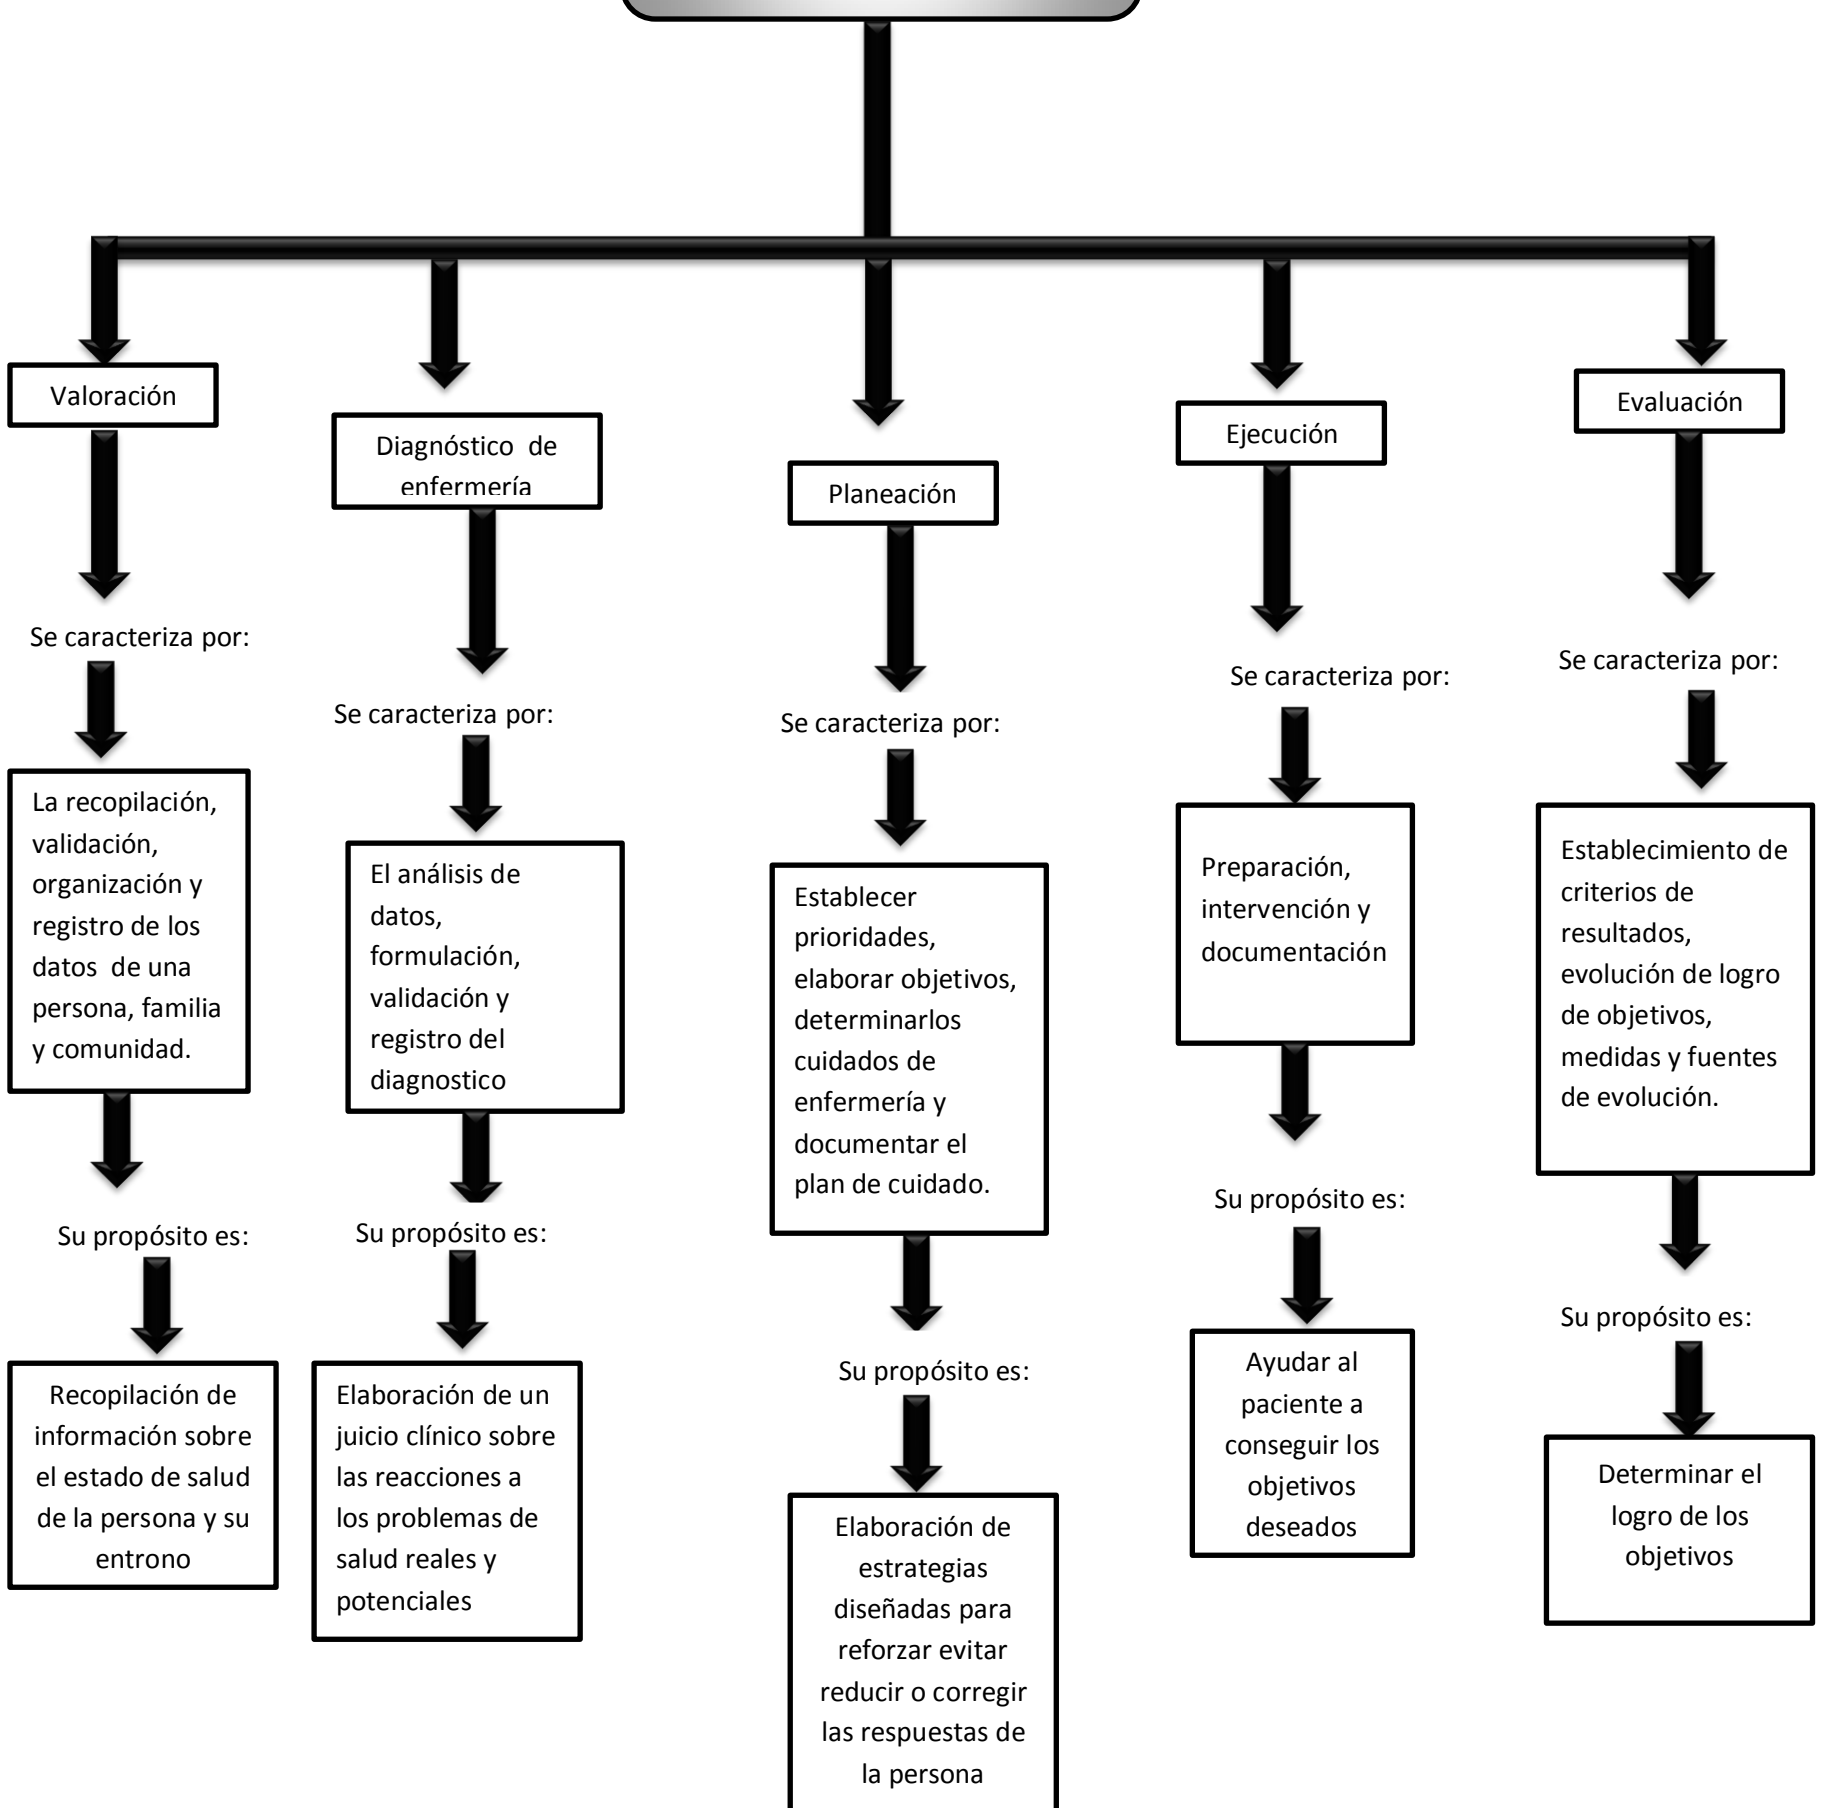 Valoración
Se caracteriza por:
La recopilación,
validación,
organización y
registro de los
datos de una
persona, familia
y comunidad.
Su propósito es:
Recopilación de
información sobre
el estado de salud
de la persona y su
entrono
Diagnóstico de
enfermería
Se caracteriza por:
El análisis de
datos,
formulación,
validación y
registro del
diagnostico
Su propósito es:
Elaboración de un
juicio clínico sobre
las reacciones a
los problemas de
salud reales y
potenciales
Planeación
Se caracteriza por:
Establecer
prioridades,
elaborar objetivos,
determinarlos
cuidados de
enfermería y
documentar el
plan de cuidado.
Su propósito es:
Elaboración de
estrategias
diseñadas para
reforzar evitar
reducir o corregir
las respuestas de
la persona
Ejecución
Se caracteriza por:
Preparación,
intervención y
documentación
Su propósito es:
Ayudar al
paciente a
conseguir los
objetivos
deseados
Evaluación
Se caracteriza por:
Establecimiento de
criterios de
resultados,
evolución de logro
de objetivos,
medidas y fuentes
de evolución.
Su propósito es:
Determinar el
logro de los
objetivos